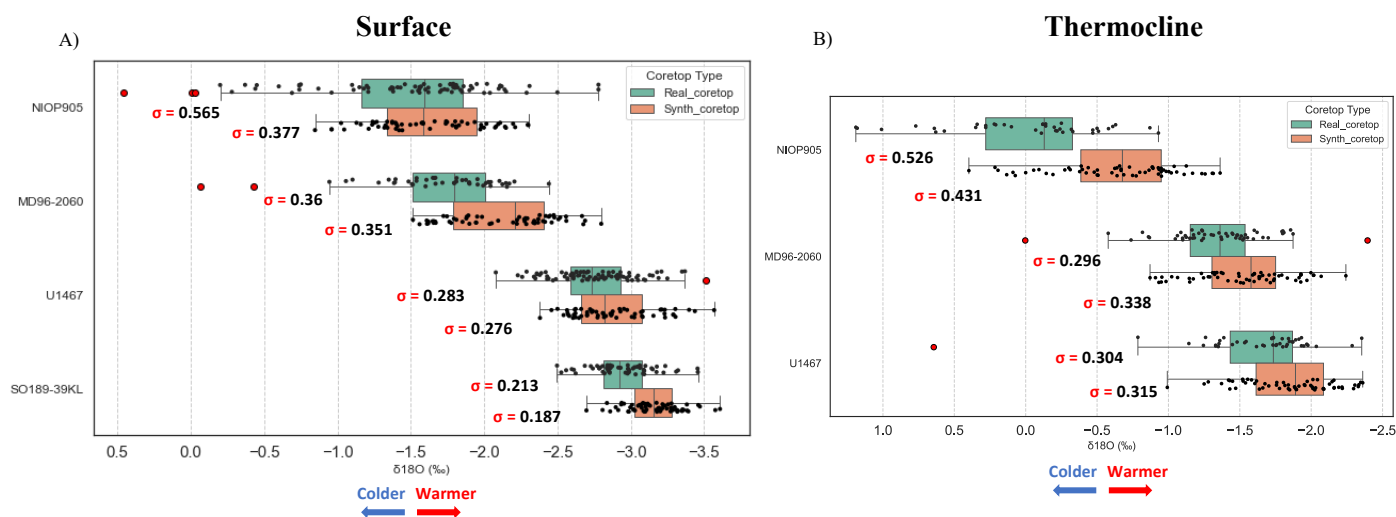 Surface
A)
Coretop Type
Real_coretop
Synth_coretop
NIOP905
σ = 0.565
σ = 0.377
MD96-2060
σ = 0.36
σ = 0.351
U1467
σ = 0.283
σ = 0.276
SO189-39KL
σ = 0.213
σ = 0.187
0.5 0.0 −0.5 −1.0 −1.5 −2.0 −2.5 −3.0 −3.5
δ18O (‰)
Colder Warmer
Thermocline
B)
Coretop Type
Real_coretop
Synth_coretop
NIOP905
σ = 0.526
σ = 0.431
MD96-2060
σ = 0.296
σ = 0.338
U1467
σ = 0.304
σ = 0.315
1.0 0.5 0.0 −0.5 −1.0 −1.5 −2.0 −2.5
δ18O (‰)
Colder Warmer